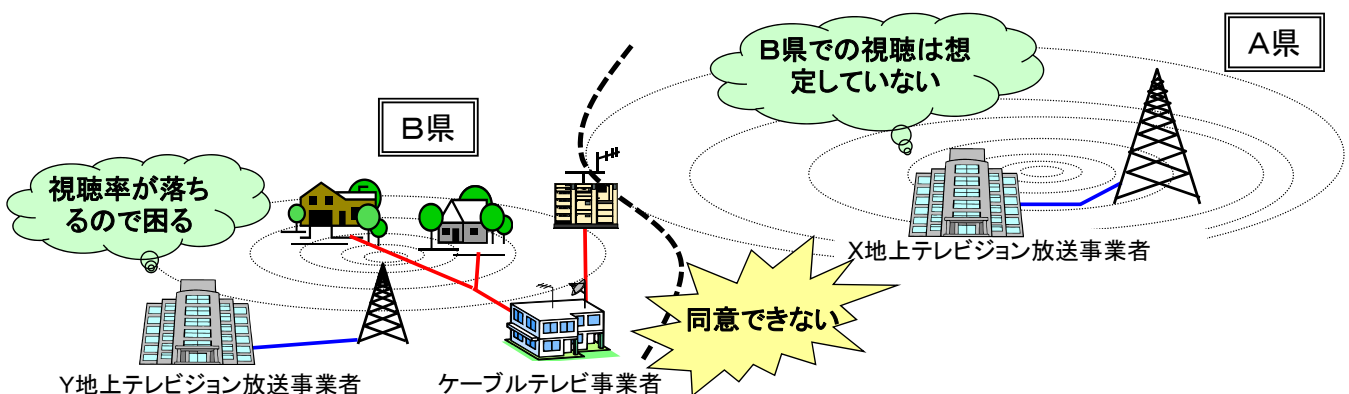 A県
B県での視聴は想
定していない
B県
視聴率が落ち
るので困る
X地上テレビジョン放送事業者
同意できない
Y地上テレビジョン放送事業者
ケーブルテレビ事業者